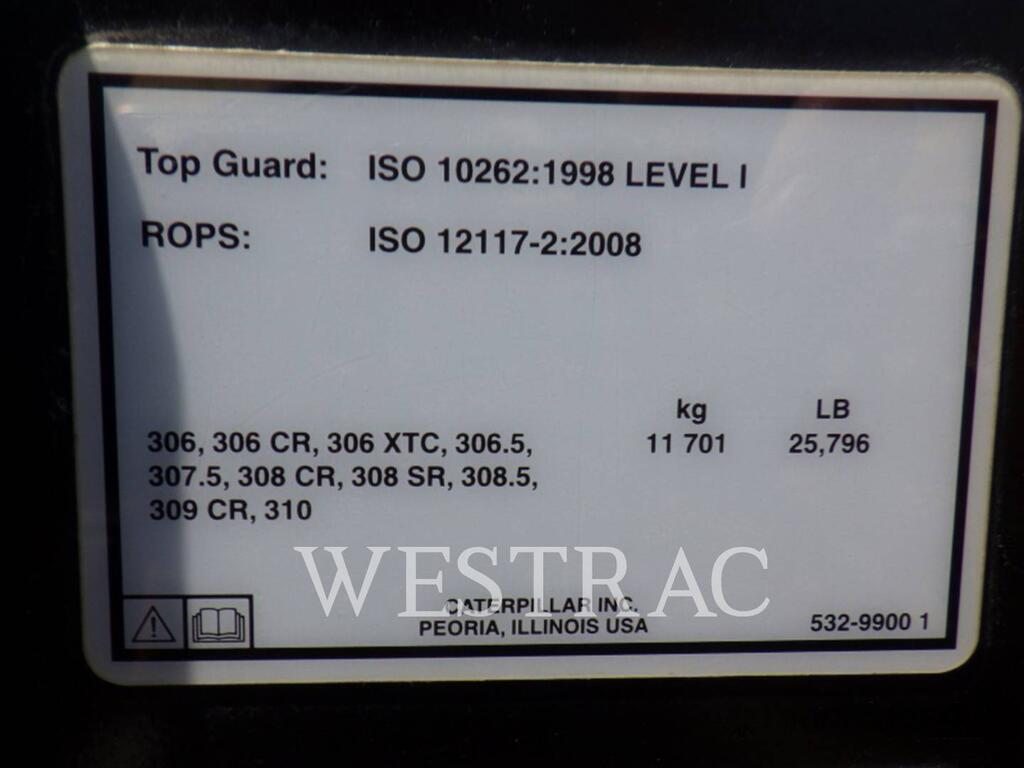 Top Guard: ISO 10262:1998 LEVEL I
ROPS: ISO 12117-2:2008
kg LB
306, 306 CR, 306 XTC, 306.5, 11 701 25,796
307.5, 308 CR, 308 SR, 308.5,
309 CR, 310
WESTRAC
CATERPILLAR INC.
PEORIA, ILLINOIS USA 532-9900 1